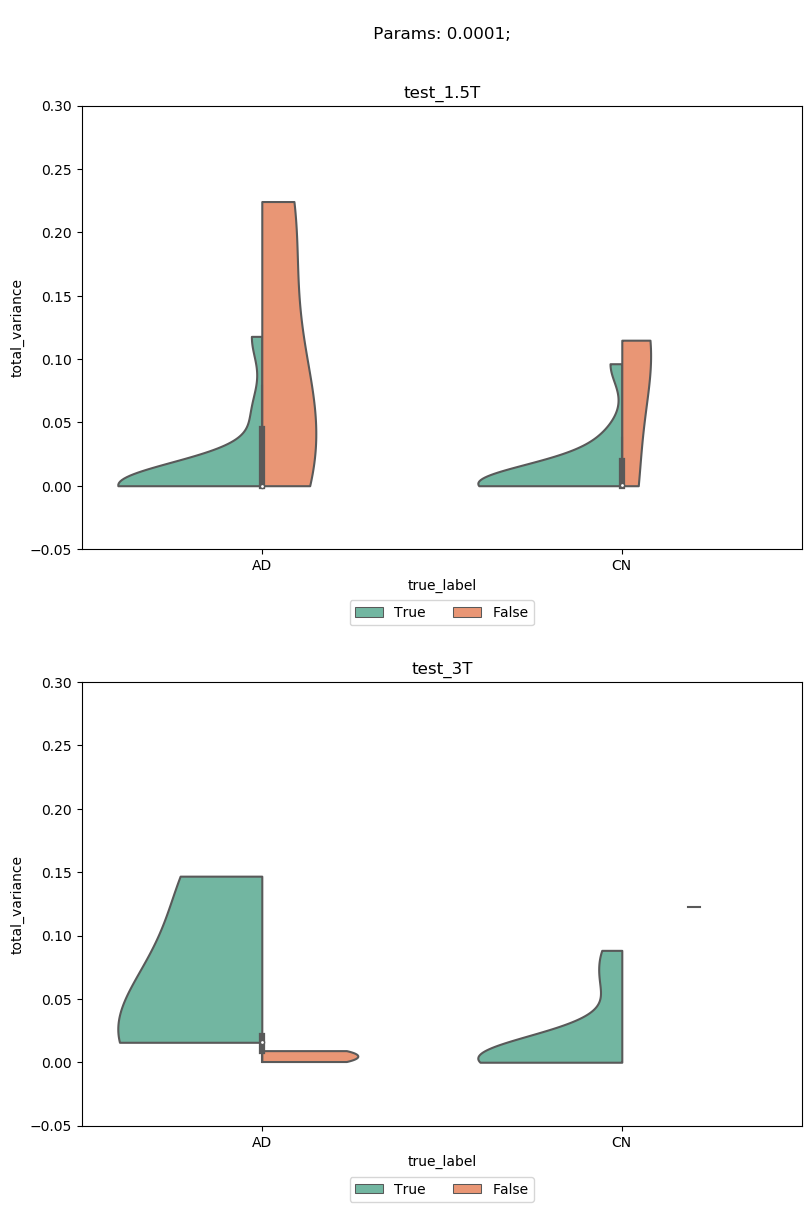 Params: 0.0001;
test_1.5T
0.30
0.25
0.20
0.15
0.10
0.05
0.00
−0.05
total_variance
AD CN
true_label
True False
test_3T
0.30
0.25
0.20
0.15
0.10
0.05
0.00
−0.05
total_variance
AD CN
true_label
True False